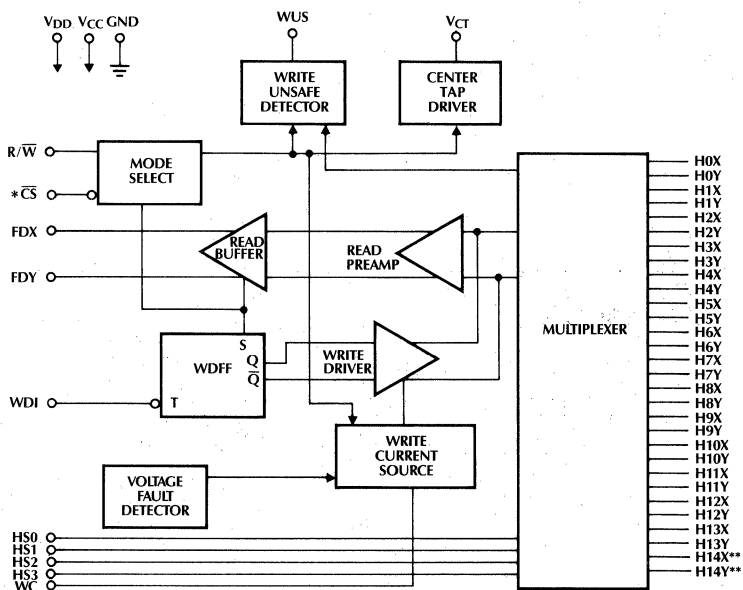 VDD VCC GND
WUS
VCT
WRITE
UNSAFE
DETECTOR
CENTER
TAP
DRIVER
R/W̅
MODE
SELECT
*C̅S̅
FDX
READ
BUFFER
READ
PREAMP
FDY
MULTIPLEXER
S
WDFF
Q
Q̅
T
WRITE
DRIVER
WDI
WRITE
CURRENT
SOURCE
VOLTAGE
FAULT
DETECTOR
HS0
HS1
HS2
HS3
WC
H0X
H0Y
H1X
H1Y
H2X
H2Y
H3X
H3Y
H4X
H4Y
H5X
H5Y
H6X
H6Y
H7X
H7Y
H8X
H8Y
H9X
H9Y
H10X
H10Y
H11X
H11Y
H12X
H12Y
H13X
H13Y
H14X**
H14Y**